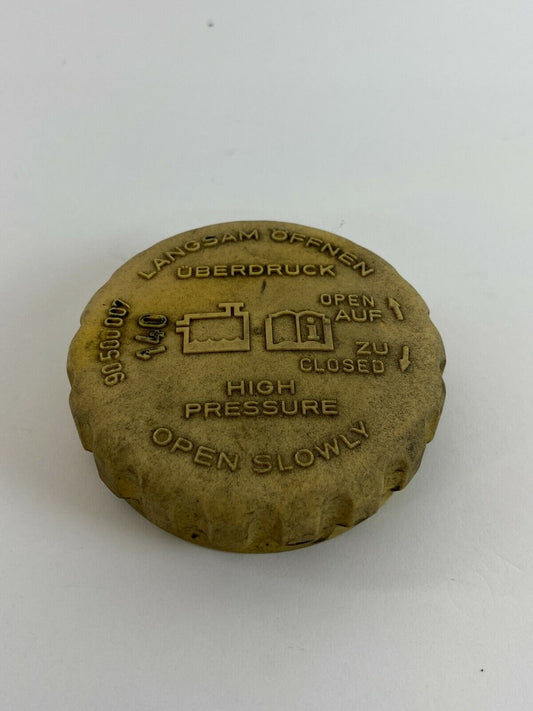 LANGSAM ÖFFNEN
ÜBERDRUCK
90 500 007
140
i
OPEN
AUF
ZU
CLOSED
HIGH
PRESSURE
OPEN SLOWLY